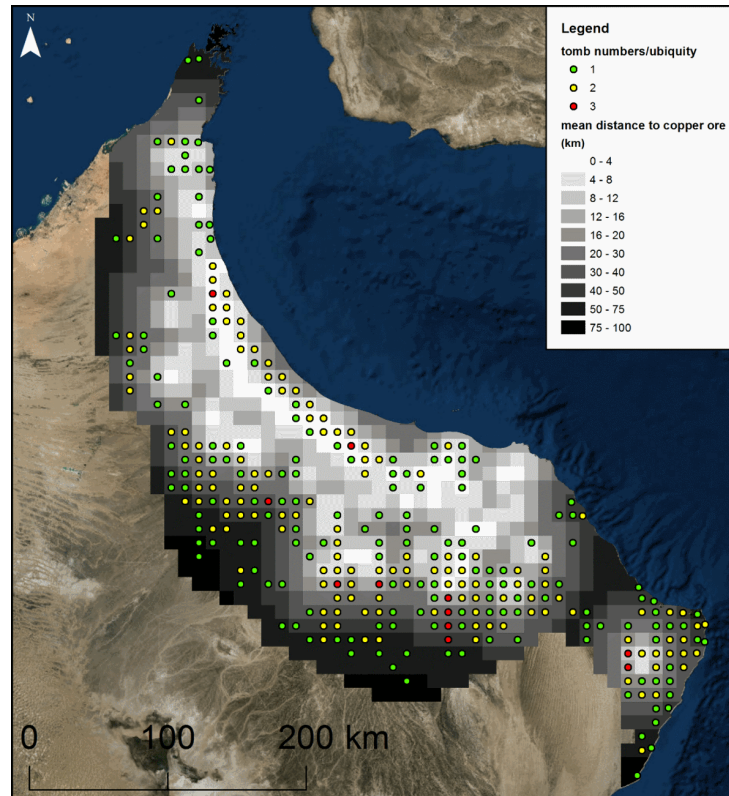 N
Legend
tomb numbers/ubiquity
1
2
3
mean distance to copper ore
(km)
0 - 4
4 - 8
8 - 12
12 - 16
16 - 20
20 - 30
30 - 40
40 - 50
50 - 75
75 - 100
0 100 200 km